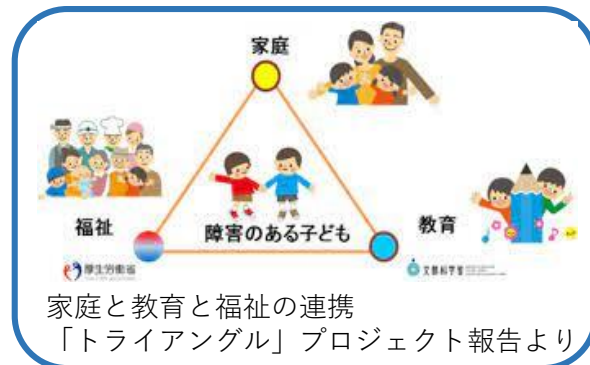 家庭
福祉
障害のある子ども
教育
厚生労働省
文部科学省
家庭と教育と福祉の連携
「トライアングル」プロジェクト報告より